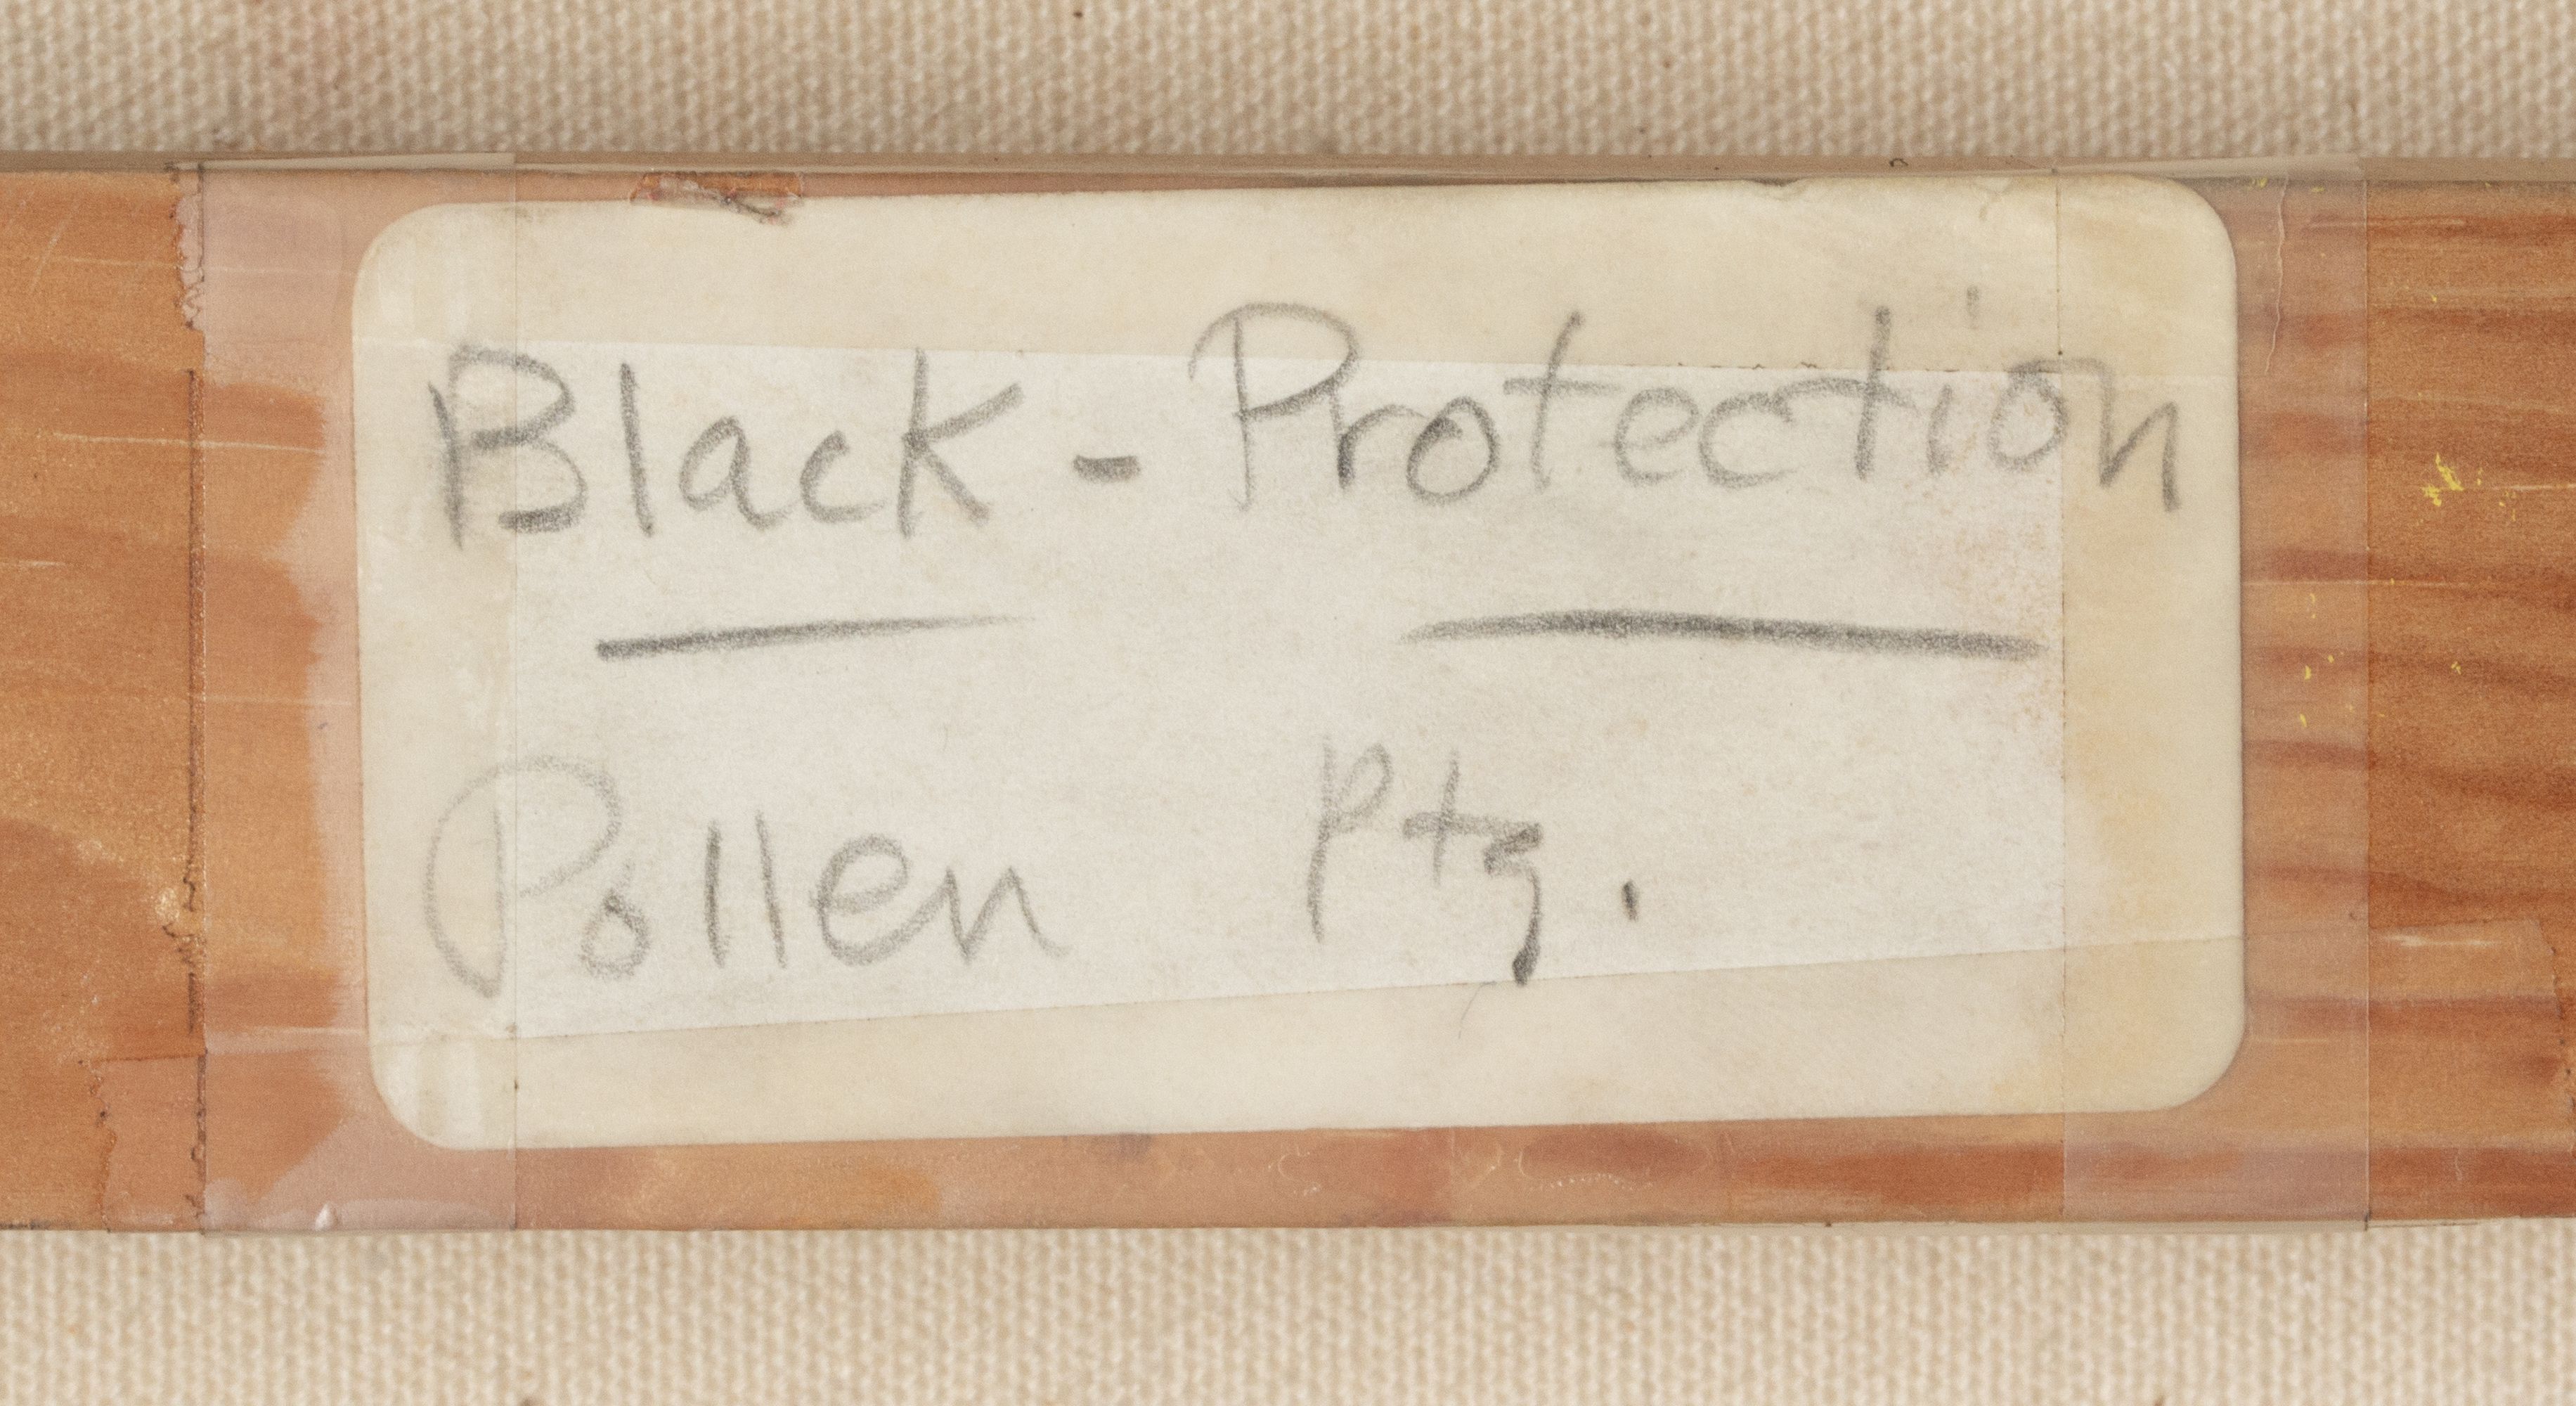 Black - Protection
Pollen Ptg.